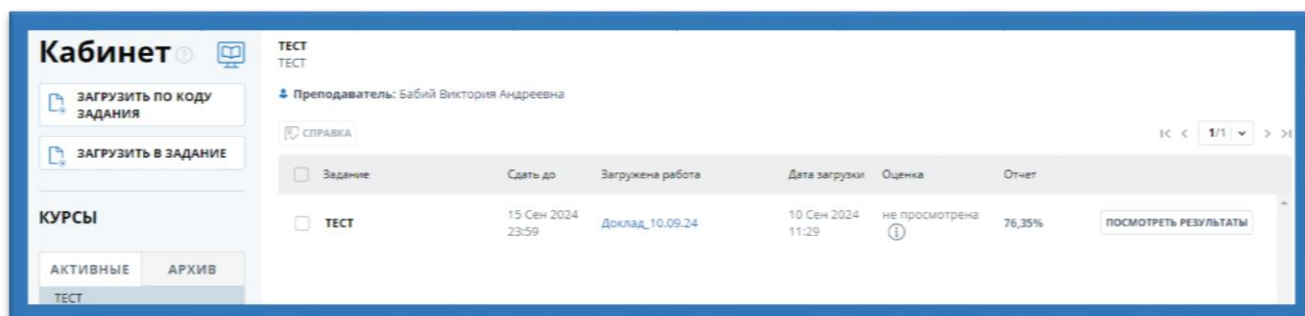 Кабинет
ЗАГРУЗИТЬ ПО КОДУ
ЗАДАНИЯ
ЗАГРУЗИТЬ В ЗАДАНИЕ
КУРСЫ
АКТИВНЫЕ АРХИВ
ТЕСТ
ТЕСТ
ТЕСТ
Преподаватель: Бабий Виктория Андреевна
СПРАВКА
1/1
Задание Сдать до Загружена работа Дата загрузки Оценка Отчет
ТЕСТ 15 Сен 2024 Доклад_10.09.24 10 Сен 2024 не просмотрена 76,35% ПОСМОТРЕТЬ РЕЗУЛЬТАТЫ
23:59 11:29